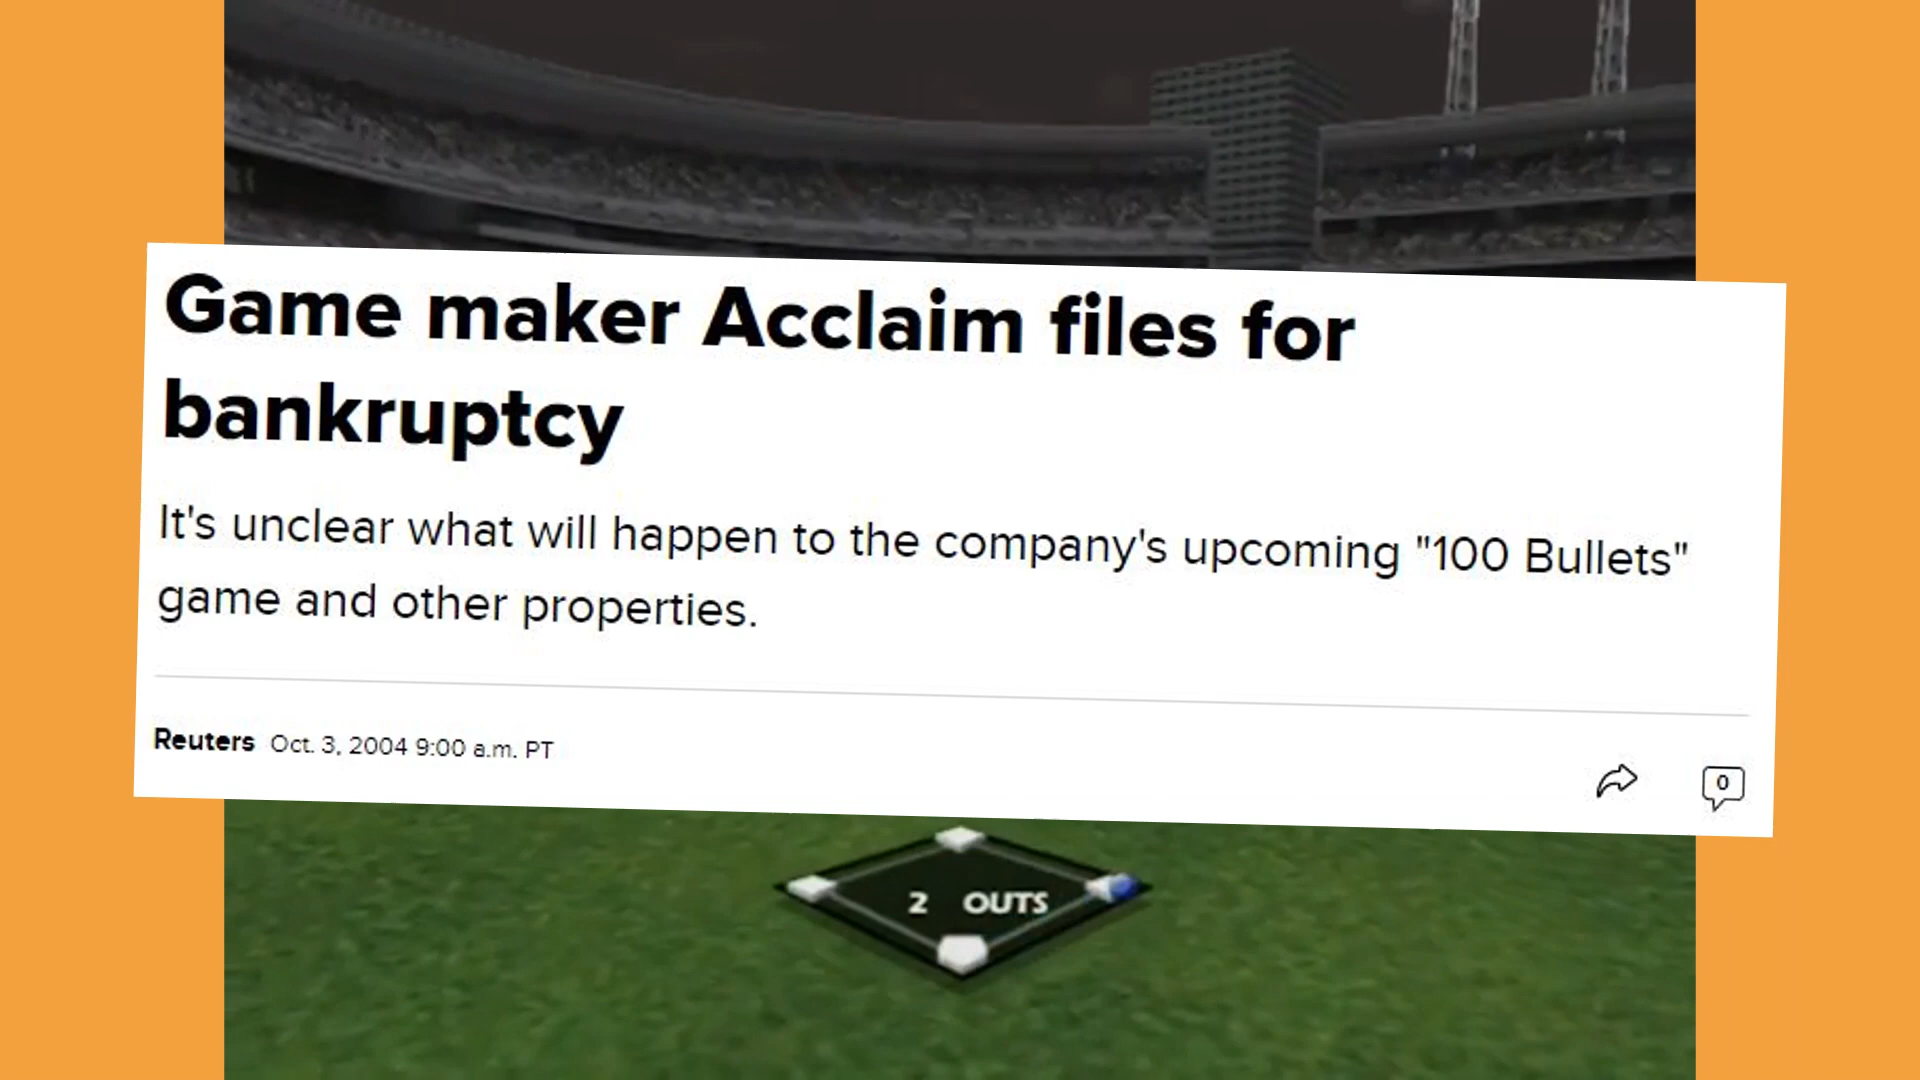 Game maker Acclaim files for
bankruptcy
It's unclear what will happen to the company's upcoming "100 Bullets"
game and other properties.
Reuters Oct. 3, 2004 9:00 a.m. PT
0
2 OUTS